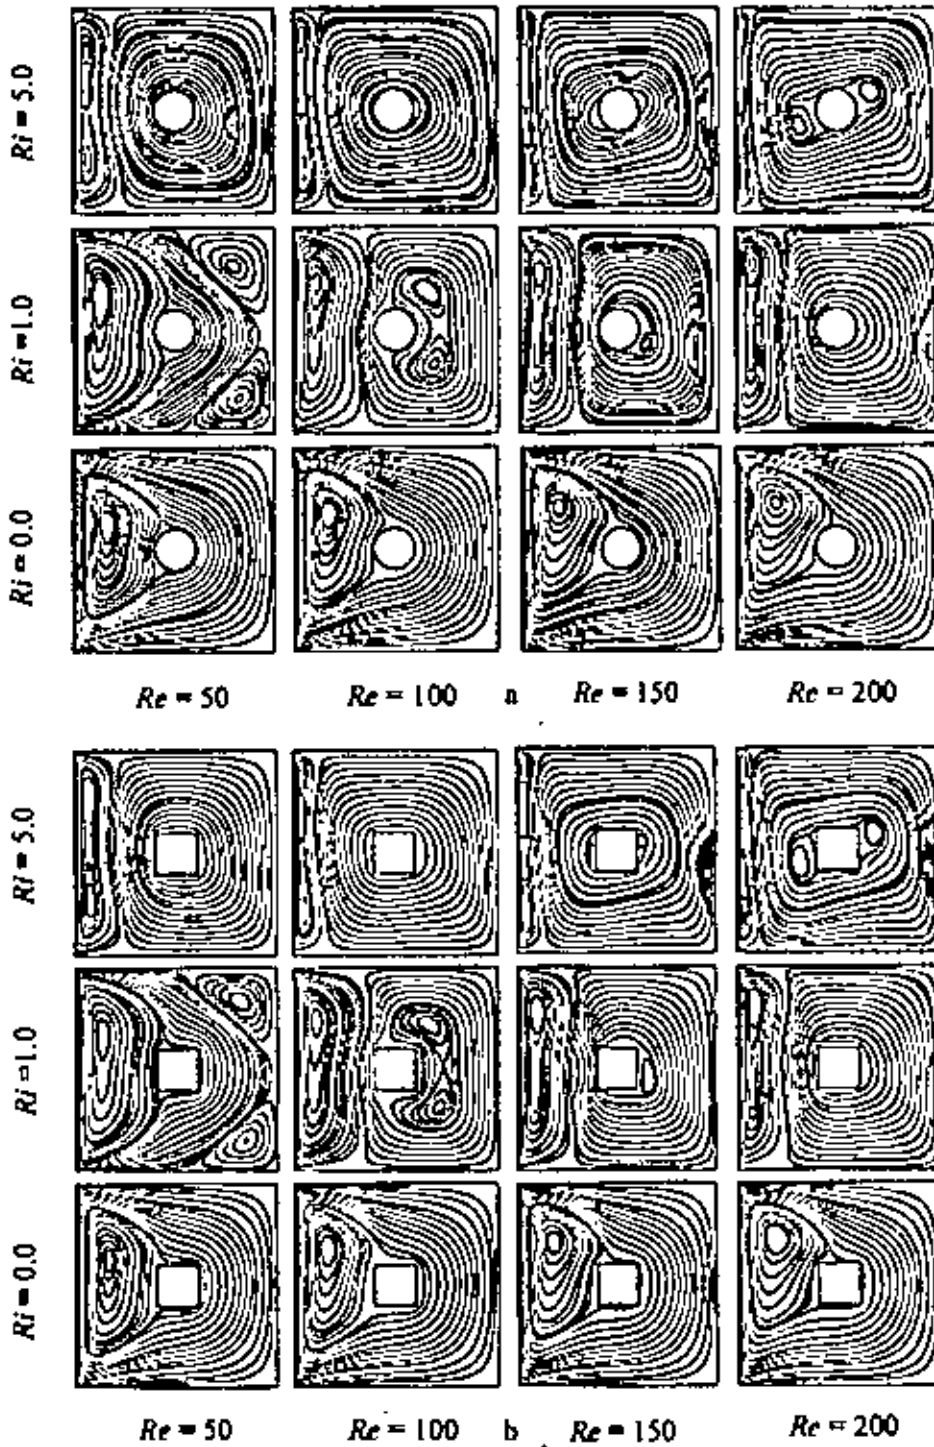 Ri = 5.0
Ri = 1.0
Ri = 0.0
Re = 50 Re = 100 a Re = 150 Re = 200
Ri = 5.0
Ri = 1.0
Ri = 0.0
Re = 50 Re = 100 b Re = 150 Re = 200